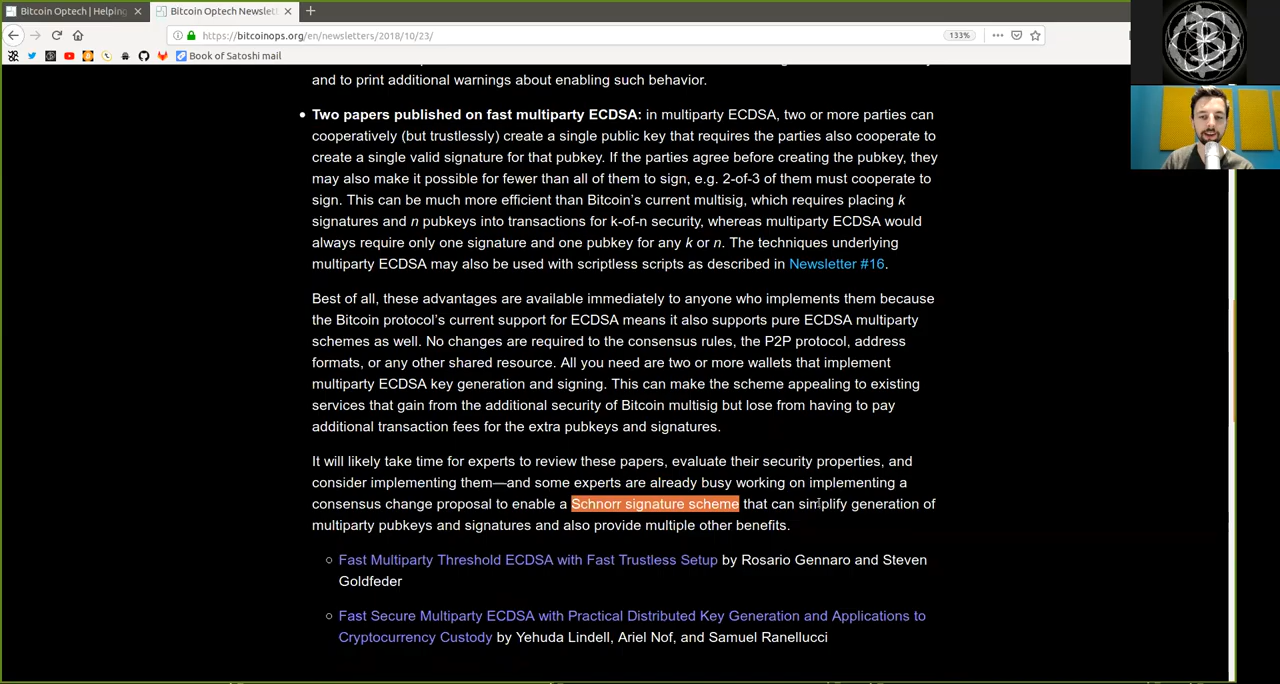 Bitcoin Optech | Helping
Bitcoin Optech Newslet
https://bitcoinops.org/en/newsletters/2018/10/23/
133%
Book of Satoshi mail
and to print additional warnings about enabling such behavior.
Two papers published on fast multiparty ECDSA: in multiparty ECDSA, two or more parties can
cooperatively (but trustlessly) create a single public key that requires the parties also cooperate to
create a single valid signature for that pubkey. If the parties agree before creating the pubkey, they
may also make it possible for fewer than all of them to sign, e.g. 2-of-3 of them must cooperate to
sign. This can be much more efficient than Bitcoin's current multisig, which requires placing k
signatures and n pubkeys into transactions for k-of-n security, whereas multiparty ECDSA would
always require only one signature and one pubkey for any k or n. The techniques underlying
multiparty ECDSA may also be used with scriptless scripts as described in Newsletter #16.
Best of all, these advantages are available immediately to anyone who implements them because
the Bitcoin protocol's current support for ECDSA means it also supports pure ECDSA multiparty
schemes as well. No changes are required to the consensus rules, the P2P protocol, address
formats, or any other shared resource. All you need are two or more wallets that implement
multiparty ECDSA key generation and signing. This can make the scheme appealing to existing
services that gain from the additional security of Bitcoin multisig but lose from having to pay
additional transaction fees for the extra pubkeys and signatures.
It will likely take time for experts to review these papers, evaluate their security properties, and
consider implementing them—and some experts are already busy working on implementing a
consensus change proposal to enable a Schnorr signature scheme that can simplify generation of
multiparty pubkeys and signatures and also provide multiple other benefits.
Fast Multiparty Threshold ECDSA with Fast Trustless Setup by Rosario Gennaro and Steven
Goldfeder
Fast Secure Multiparty ECDSA with Practical Distributed Key Generation and Applications to
Cryptocurrency Custody by Yehuda Lindell, Ariel Nof, and Samuel Ranellucci